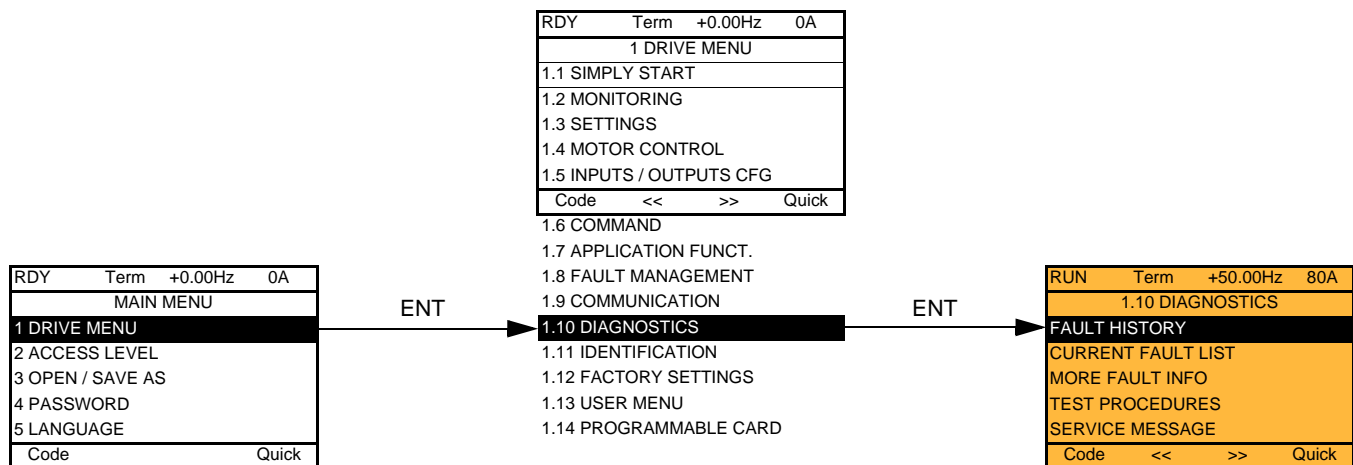 RDY Term +0.00Hz 0A
1 DRIVE MENU
1.1 SIMPLY START
1.2 MONITORING
1.3 SETTINGS
1.4 MOTOR CONTROL
1.5 INPUTS / OUTPUTS CFG
Code << >> Quick
1.6 COMMAND
1.7 APPLICATION FUNCT.
1.8 FAULT MANAGEMENT
1.9 COMMUNICATION
1.10 DIAGNOSTICS
1.11 IDENTIFICATION
1.12 FACTORY SETTINGS
1.13 USER MENU
1.14 PROGRAMMABLE CARD
RDY Term +0.00Hz 0A
MAIN MENU
1 DRIVE MENU
2 ACCESS LEVEL
3 OPEN / SAVE AS
4 PASSWORD
5 LANGUAGE
Code Quick
ENT
ENT
RUN Term +50.00Hz 80A
1.10 DIAGNOSTICS
FAULT HISTORY
CURRENT FAULT LIST
MORE FAULT INFO
TEST PROCEDURES
SERVICE MESSAGE
Code << >> Quick